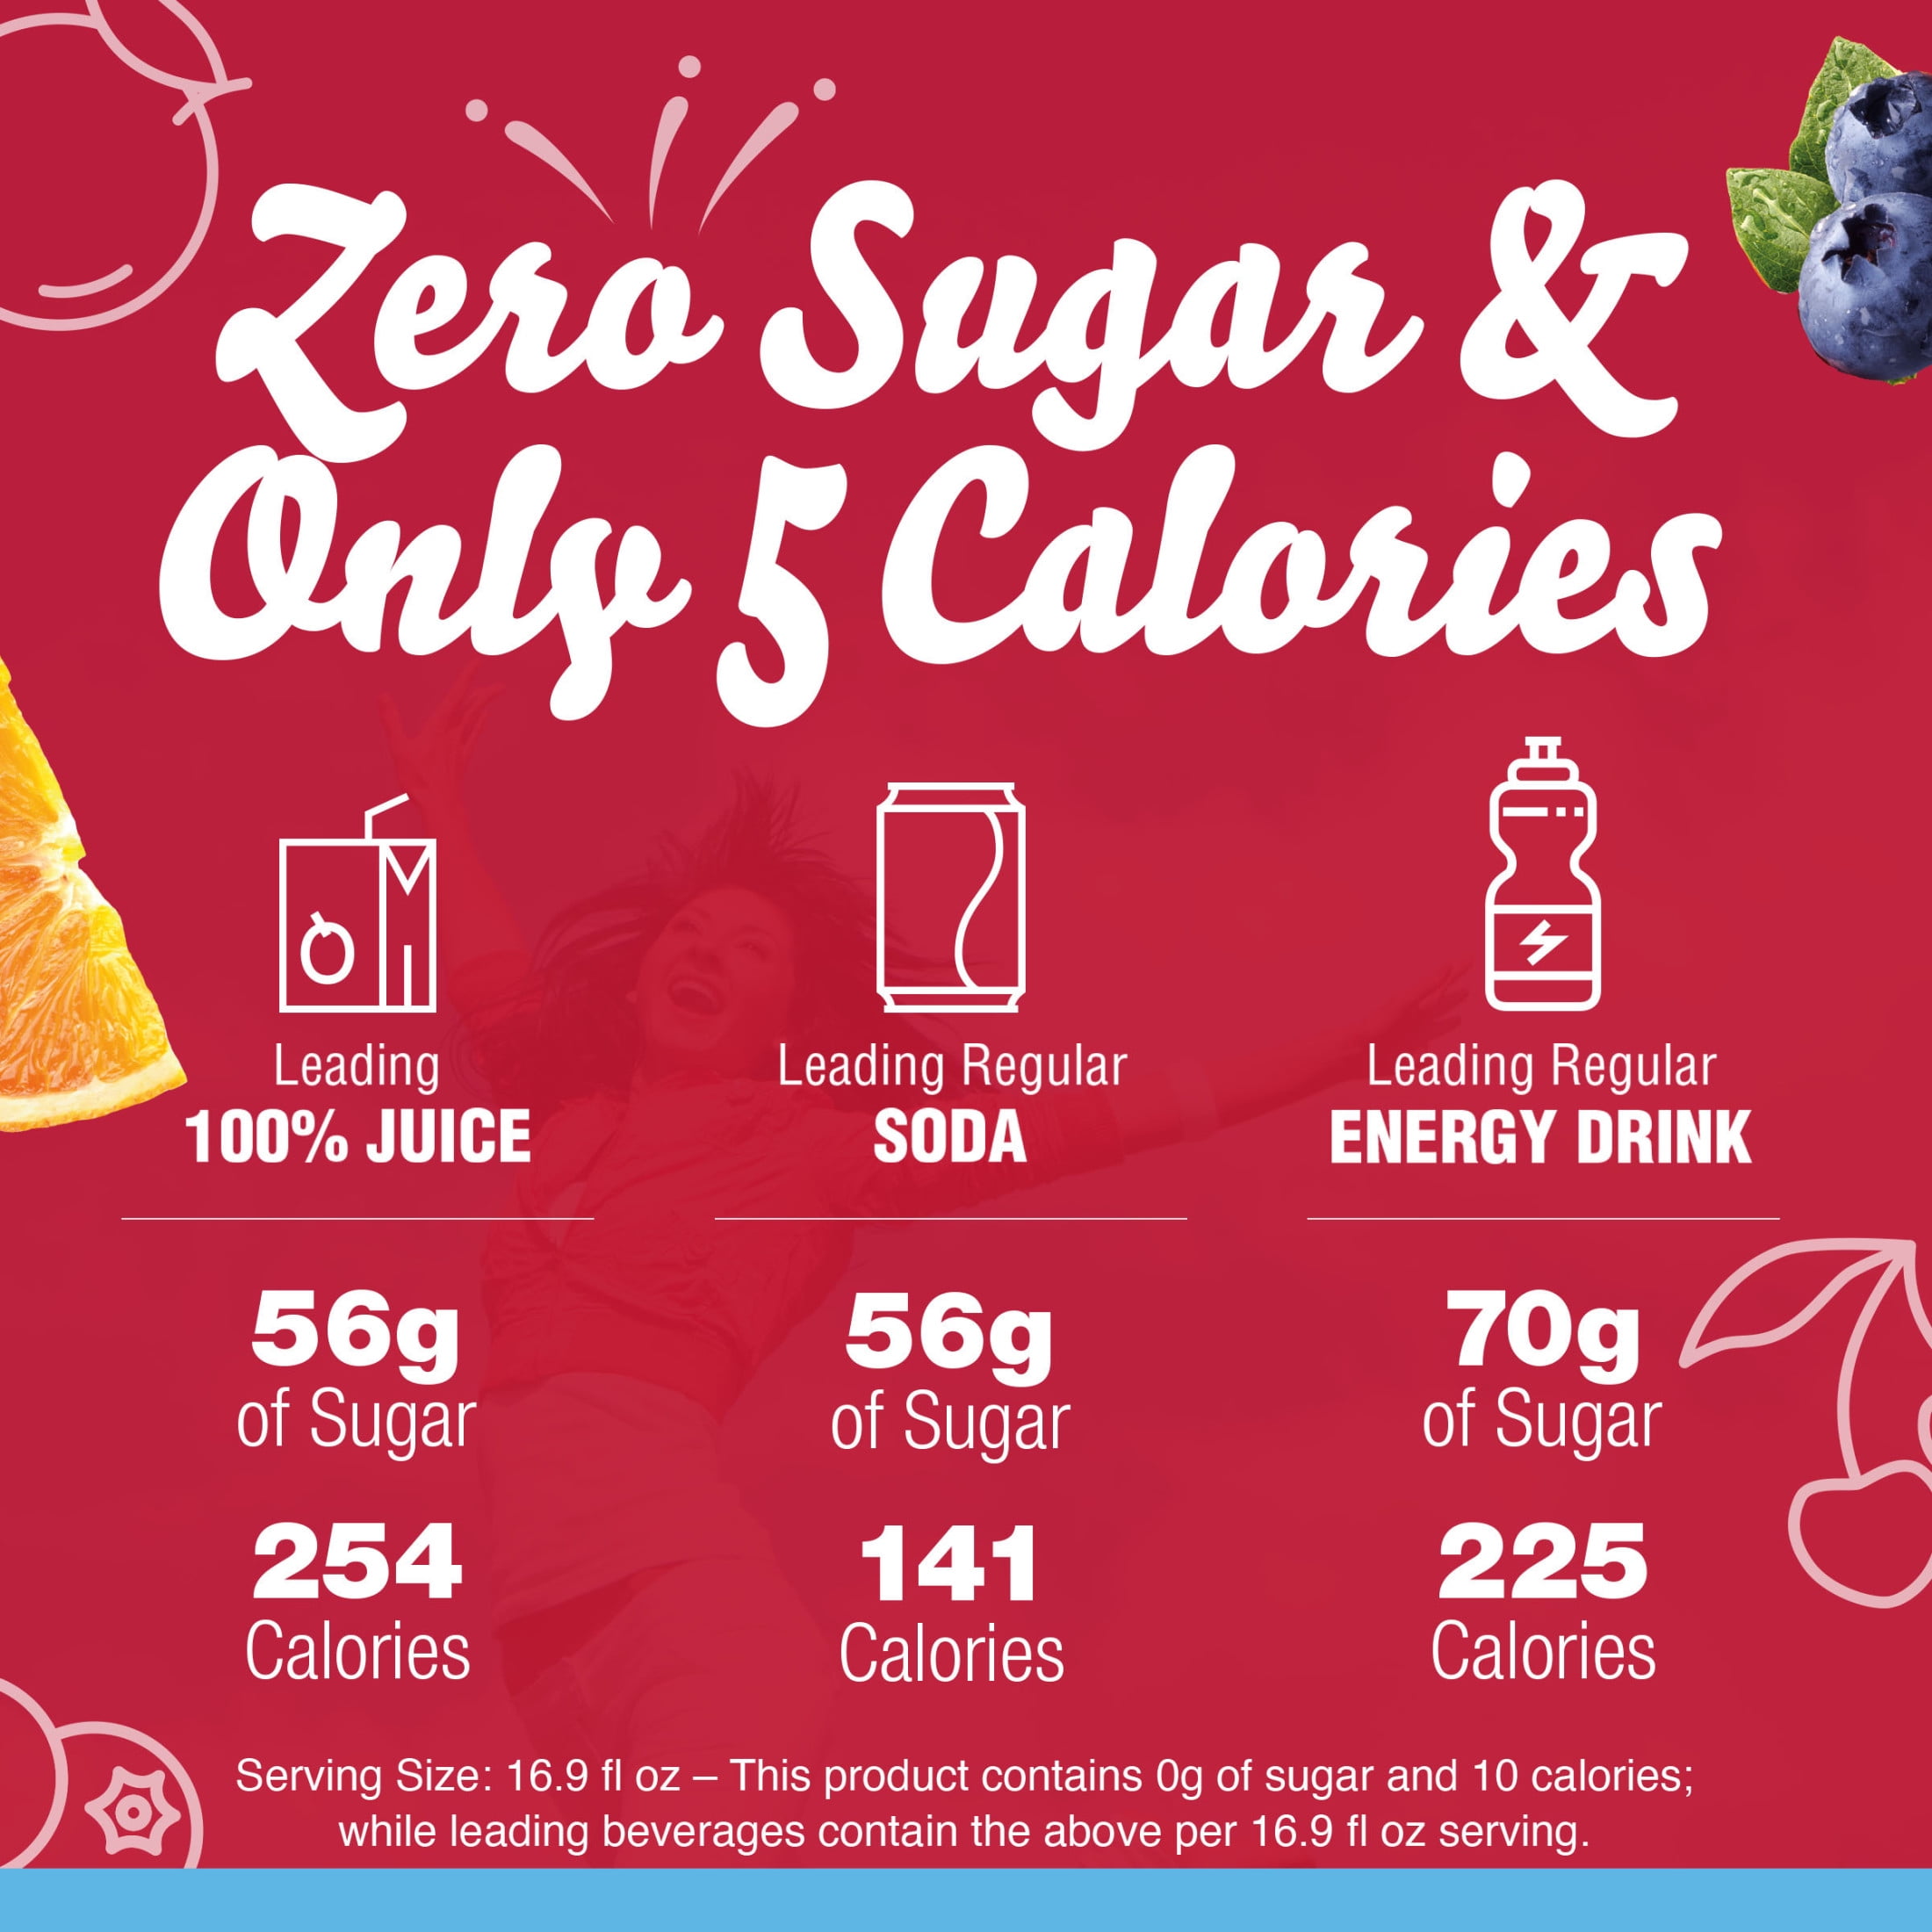 Zero Sugar &
Only 5 Calories
Leading
100% JUICE
56g
of Sugar
254
Calories
Leading Regular
SODA
56g
of Sugar
141
Calories
Leading Regular
ENERGY DRINK
70g
of Sugar
225
Calories
Serving Size: 16.9 fl oz – This product contains 0g of sugar and 10 calories;
while leading beverages contain the above per 16.9 fl oz serving.